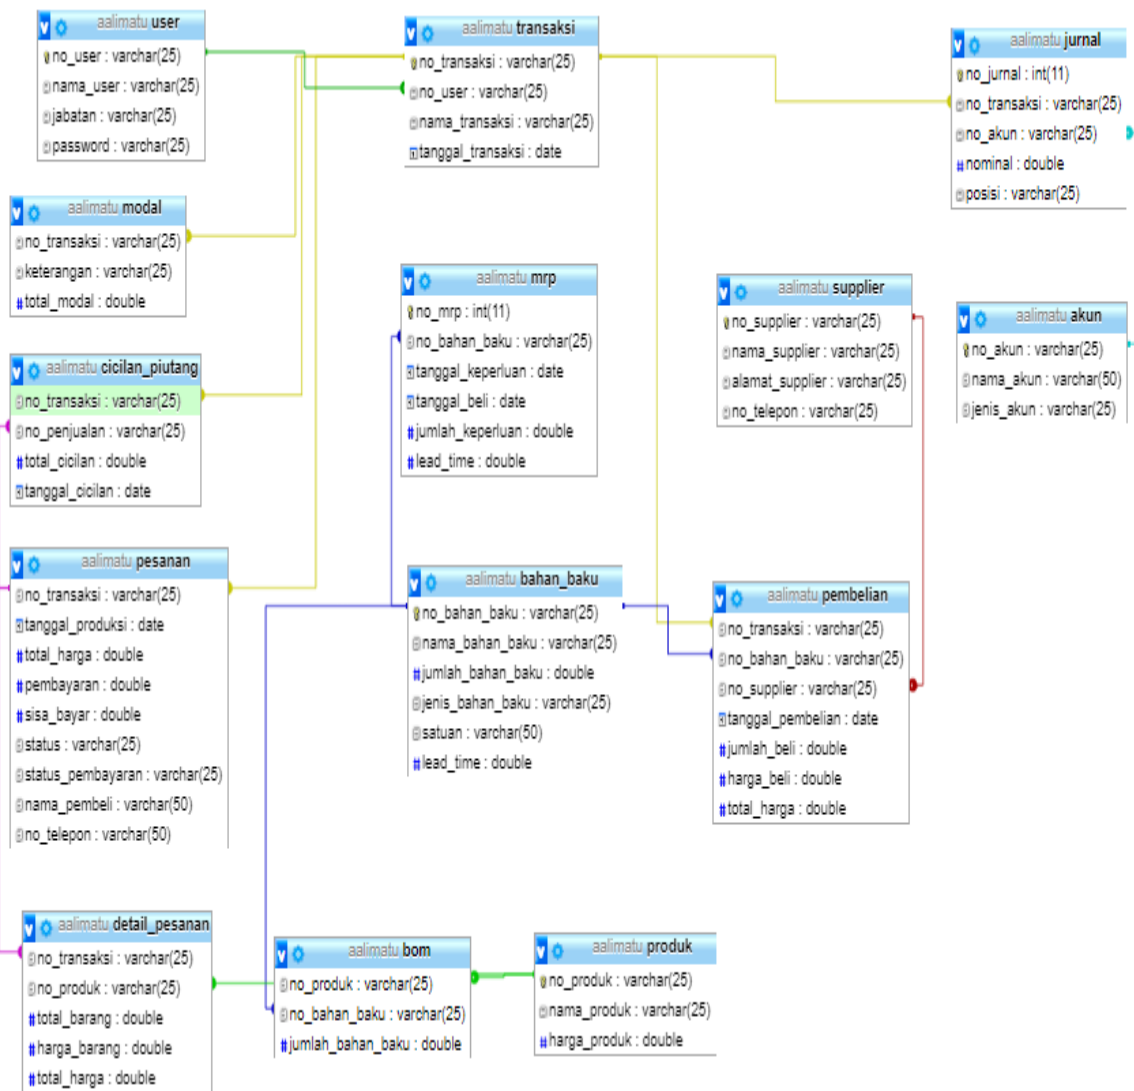 aalimatu user
no_user : varchar(25)
nama_user : varchar(25)
jabatan : varchar(25)
password : varchar(25)
aalimatu transaksi
no_transaksi : varchar(25)
no_user : varchar(25)
nama_transaksi : varchar(25)
tanggal_transaksi : date
aalimatu jurnal
no_jurnal : int(11)
no_transaksi : varchar(25)
no_akun : varchar(25)
#nominal : double
posisi : varchar(25)
aalimatu modal
no_transaksi : varchar(25)
keterangan : varchar(25)
#total_modal : double
aalimatu mrp
no_mrp : int(11)
no_bahan_baku : varchar(25)
tanggal_keperluan : date
tanggal_beli : date
#jumlah_keperluan : double
#lead_time : double
aalimatu supplier
no_supplier : varchar(25)
nama_supplier : varchar(25)
alamat_supplier : varchar(25)
no_telepon : varchar(25)
aalimatu akun
no_akun : varchar(25)
nama_akun : varchar(50)
jenis_akun : varchar(25)
aalimatu cicilan_piutang
no_transaksi : varchar(25)
no_penjualan : varchar(25)
#total_cicilan : double
tanggal_cicilan : date
aalimatu pesanan
no_transaksi : varchar(25)
tanggal_produksi : date
#total_harga : double
#pembayaran : double
#sisa_bayar : double
status : varchar(25)
status_pembayaran : varchar(25)
nama_pembeli : varchar(50)
no_telepon : varchar(50)
aalimatu bahan_baku
no_bahan_baku : varchar(25)
nama_bahan_baku : varchar(25)
#jumlah_bahan_baku : double
jenis_bahan_baku : varchar(25)
satuan : varchar(50)
#lead_time : double
aalimatu pembelian
no_transaksi : varchar(25)
no_bahan_baku : varchar(25)
no_supplier : varchar(25)
tanggal_pembelian : date
#jumlah_beli : double
#harga_beli : double
#total_harga : double
aalimatu detail_pesanan
no_transaksi : varchar(25)
no_produk : varchar(25)
#total_barang : double
#harga_barang : double
#total_harga : double
aalimatu bom
no_produk : varchar(25)
no_bahan_baku : varchar(25)
#jumlah_bahan_baku : double
aalimatu produk
no_produk : varchar(25)
nama_produk : varchar(25)
#harga_produk : double